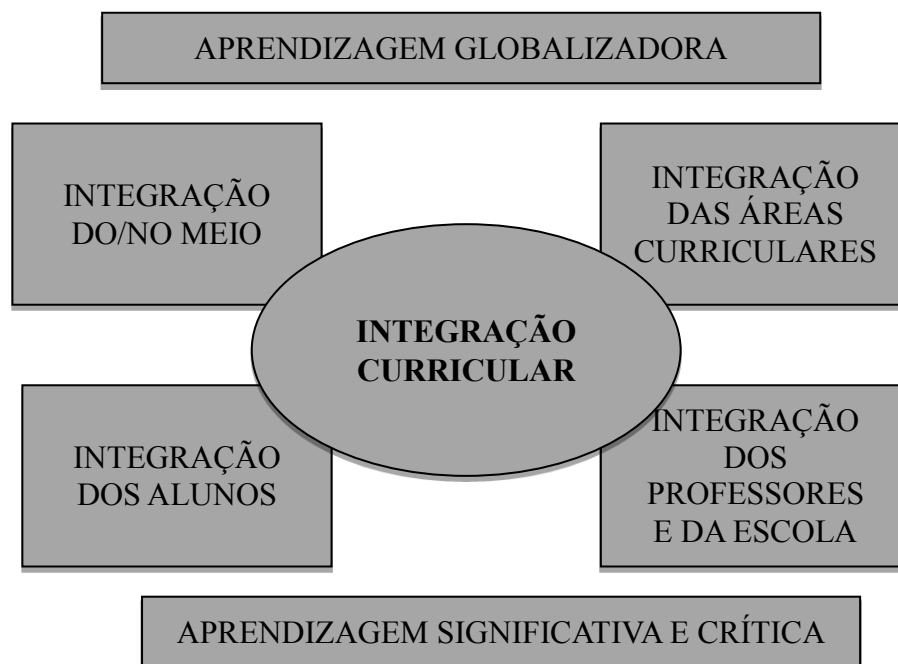 APRENDIZAGEM GLOBALIZADORA
INTEGRAÇÃO
DO/NO MEIO
INTEGRAÇÃO
DAS ÁREAS
CURRICULARES
INTEGRAÇÃO
CURRICULAR
INTEGRAÇÃO
DOS ALUNOS
INTEGRAÇÃO
DOS
PROFESSORES
E DA ESCOLA
APRENDIZAGEM SIGNIFICATIVA E CRÍTICA